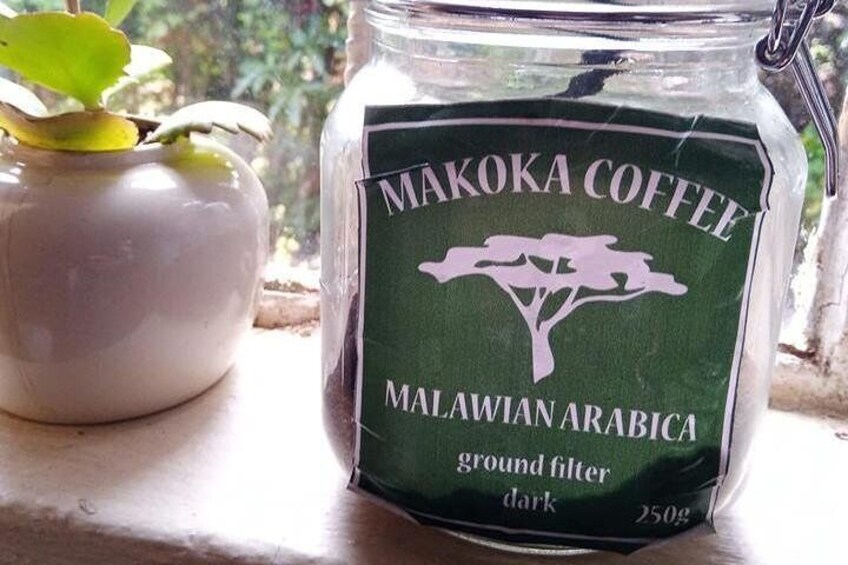 MAKOKA COFFEE
MALAWIAN ARABICA
ground filter
dark
250g